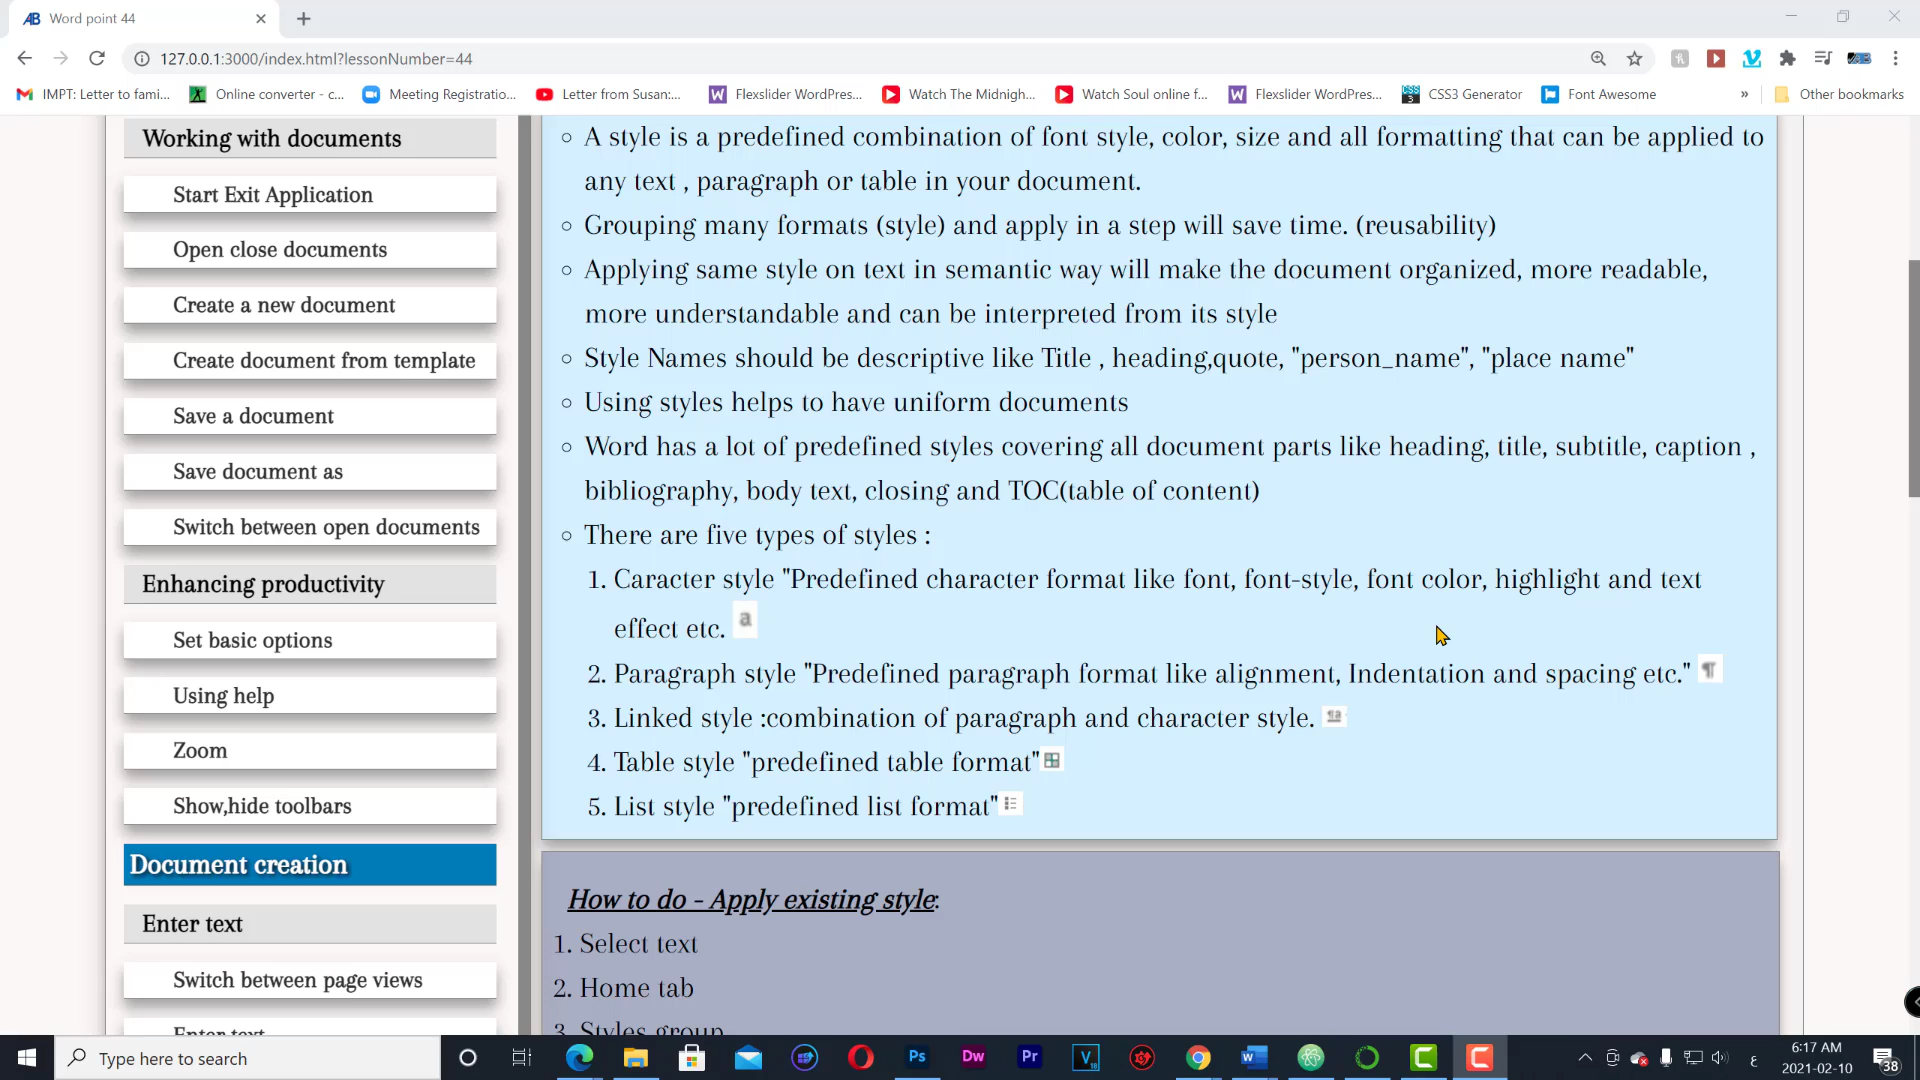 Word point 44
127.0.0.1:3000/index.html?lessonNumber=44
IMPT: Letter to fami...
Online converter - c...
Meeting Registratio...
Letter from Susan:...
Flexslider WordPres...
Watch The Midnigh...
Watch Soul online f...
Flexslider WordPres...
CSS3 Generator
Font Awesome
»
Other bookmarks
Working with documents
Start Exit Application
Open close documents
Create a new document
Create document from template
Save a document
Save document as
Switch between open documents
Enhancing productivity
Set basic options
Using help
Zoom
Show,hide toolbars
Document creation
Enter text
Switch between page views
Enter text
A style is a predefined combination of font style, color, size and all formatting that can be applied to
any text , paragraph or table in your document.
Grouping many formats (style) and apply in a step will save time. (reusability)
Applying same style on text in semantic way will make the document organized, more readable,
more understandable and can be interpreted from its style
Style Names should be descriptive like Title , heading,quote, "person_name", "place name"
Using styles helps to have uniform documents
Word has a lot of predefined styles covering all document parts like heading, title, subtitle, caption ,
bibliography, body text, closing and TOC(table of content)
There are five types of styles :
1. Caracter style "Predefined character format like font, font-style, font color, highlight and text
effect etc. a
2. Paragraph style "Predefined paragraph format like alignment, Indentation and spacing etc." ¶
3. Linked style :combination of paragraph and character style. ¶a
4. Table style "predefined table format"
5. List style "predefined list format"
How to do - Apply existing style:
1. Select text
2. Home tab
3. Styles group
Type here to search
Ps
Dw
Pr
V
W
C
C
ع
6:17 AM
2021-02-10
38